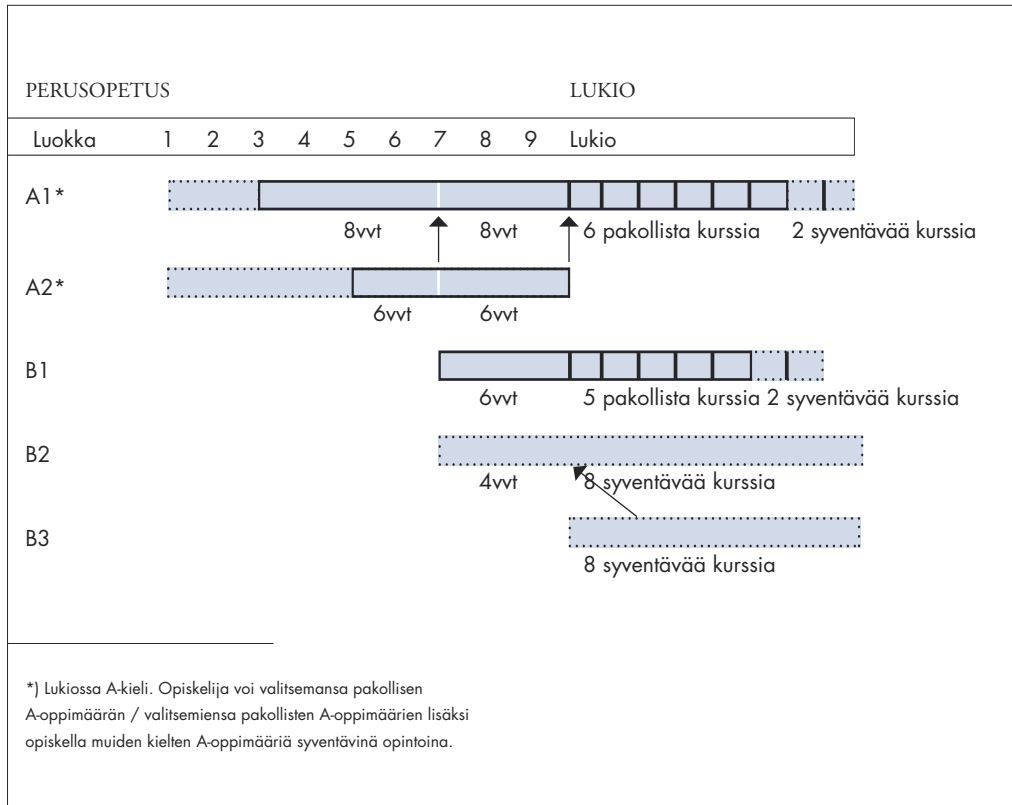 PERUSOPETUS LUKIO
Luokka 1 2 3 4 5 6 7 8 9 Lukio
A1*
8vvt 8vvt 6 pakollista kurssia 2 syventävää kurssia
A2*
6vvt 6vvt
B1
6vvt 5 pakollista kurssia 2 syventävää kurssia
B2
4vvt 8 syventävää kurssia
B3
8 syventävää kurssia
*) Lukiossa A-kieli. Opiskelija voi valitsemansa pakollisen
A-oppimäärän / valitsemiensa pakollisten A-oppimäärien lisäksi
opiskella muiden kielten A-oppimääriä syventävinä opintoina.